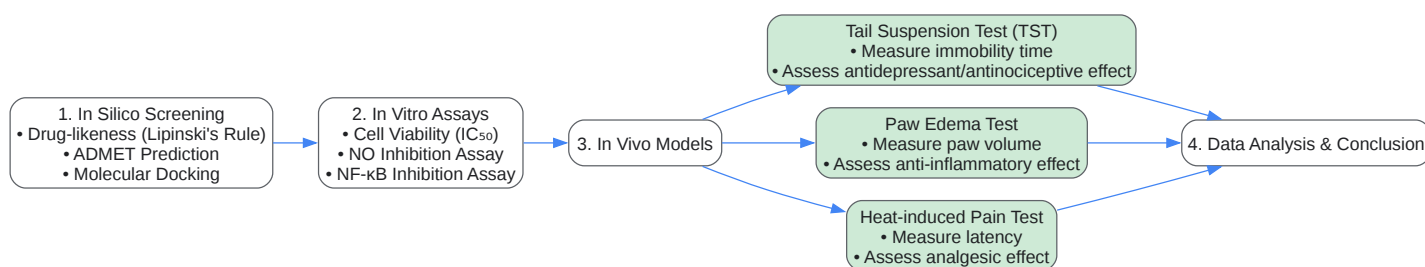 1. In Silico Screening
• Drug-likeness (Lipinski's Rule)
• ADMET Prediction
• Molecular Docking
2. In Vitro Assays
• Cell Viability (IC₅₀)
• NO Inhibition Assay
• NF-κB Inhibition Assay
3. In Vivo Models
Tail Suspension Test (TST)
• Measure immobility time
• Assess antidepressant/antinociceptive effect
Paw Edema Test
• Measure paw volume
• Assess anti-inflammatory effect
Heat-induced Pain Test
• Measure latency
• Assess analgesic effect
4. Data Analysis & Conclusion